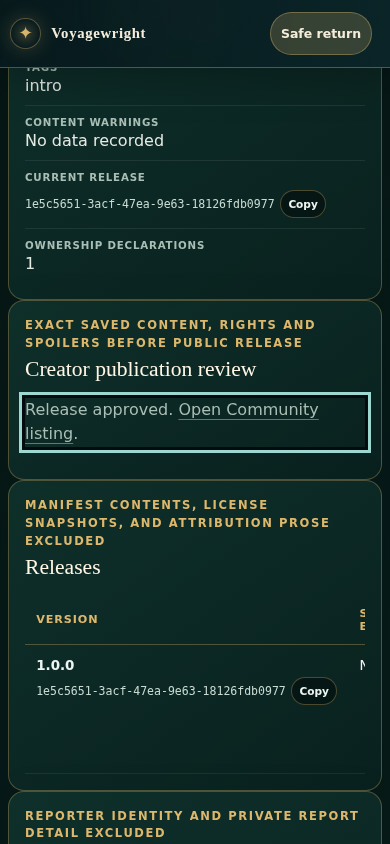 Voyagewright
Safe return
TAGS
intro
CONTENT WARNINGS
No data recorded
CURRENT RELEASE
1e5c5651-3acf-47ea-9e63-18126fdb0977 Copy
OWNERSHIP DECLARATIONS
1
EXACT SAVED CONTENT, RIGHTS AND
SPOILERS BEFORE PUBLIC RELEASE
Creator publication review
Release approved. Open Community
listing.
MANIFEST CONTENTS, LICENSE
SNAPSHOTS, AND ATTRIBUTION PROSE
EXCLUDED
Releases
VERSION
1.0.0
1e5c5651-3acf-47ea-9e63-18126fdb0977 Copy
REPORTER IDENTITY AND PRIVATE REPORT
DETAIL EXCLUDED